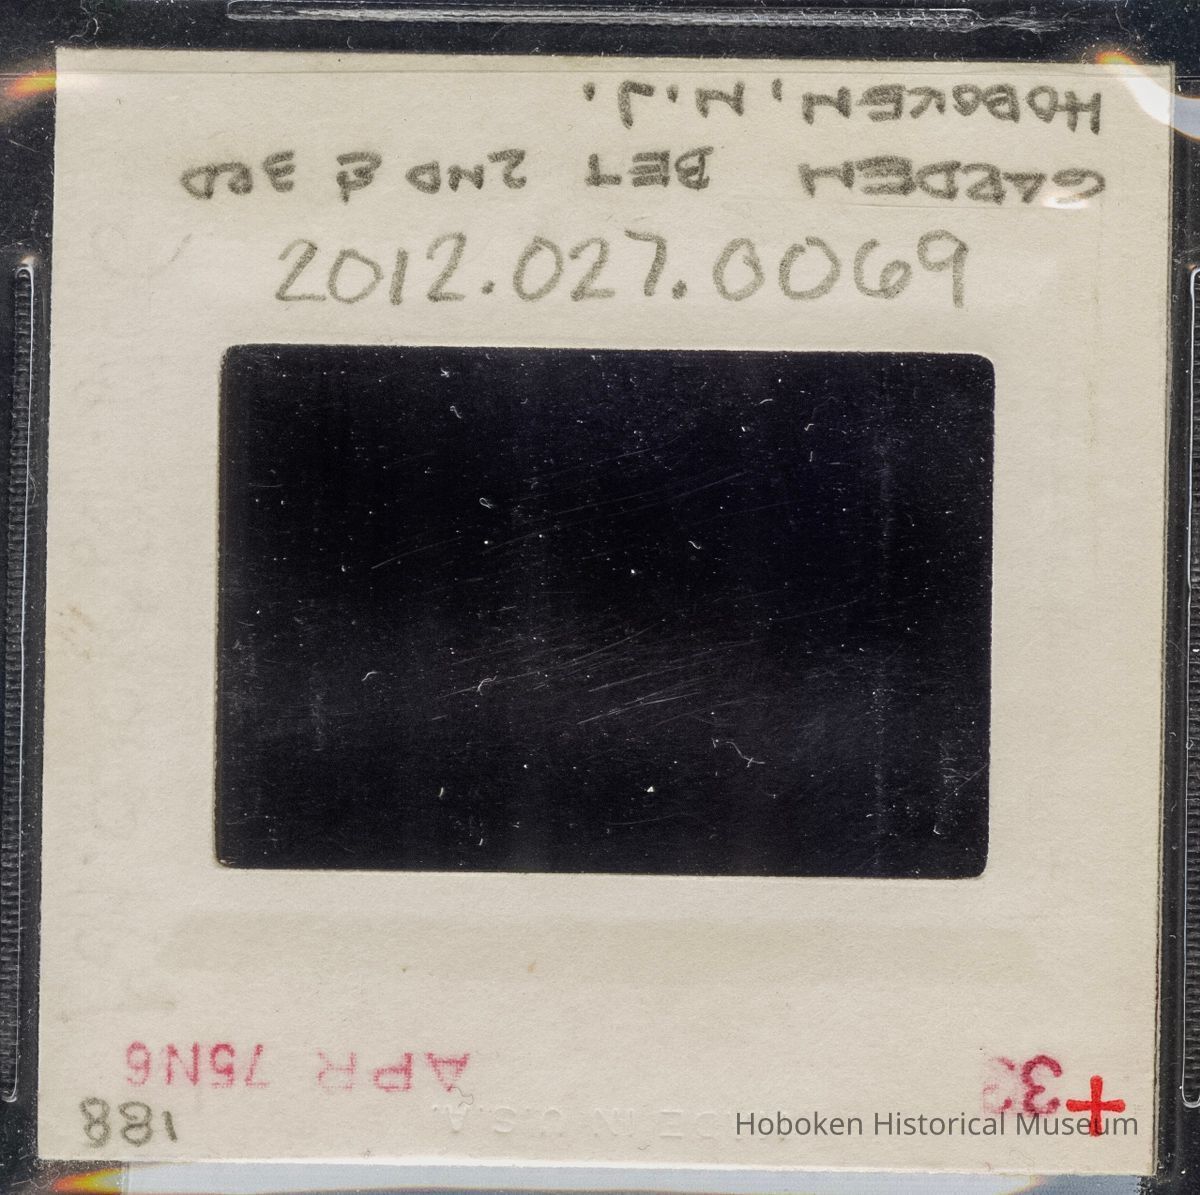 GARDEN BET 2ND & 3RD
HOBOKEN, N.J.
2012.027.0069
APR 75N6
188
Hoboken Historical Museum